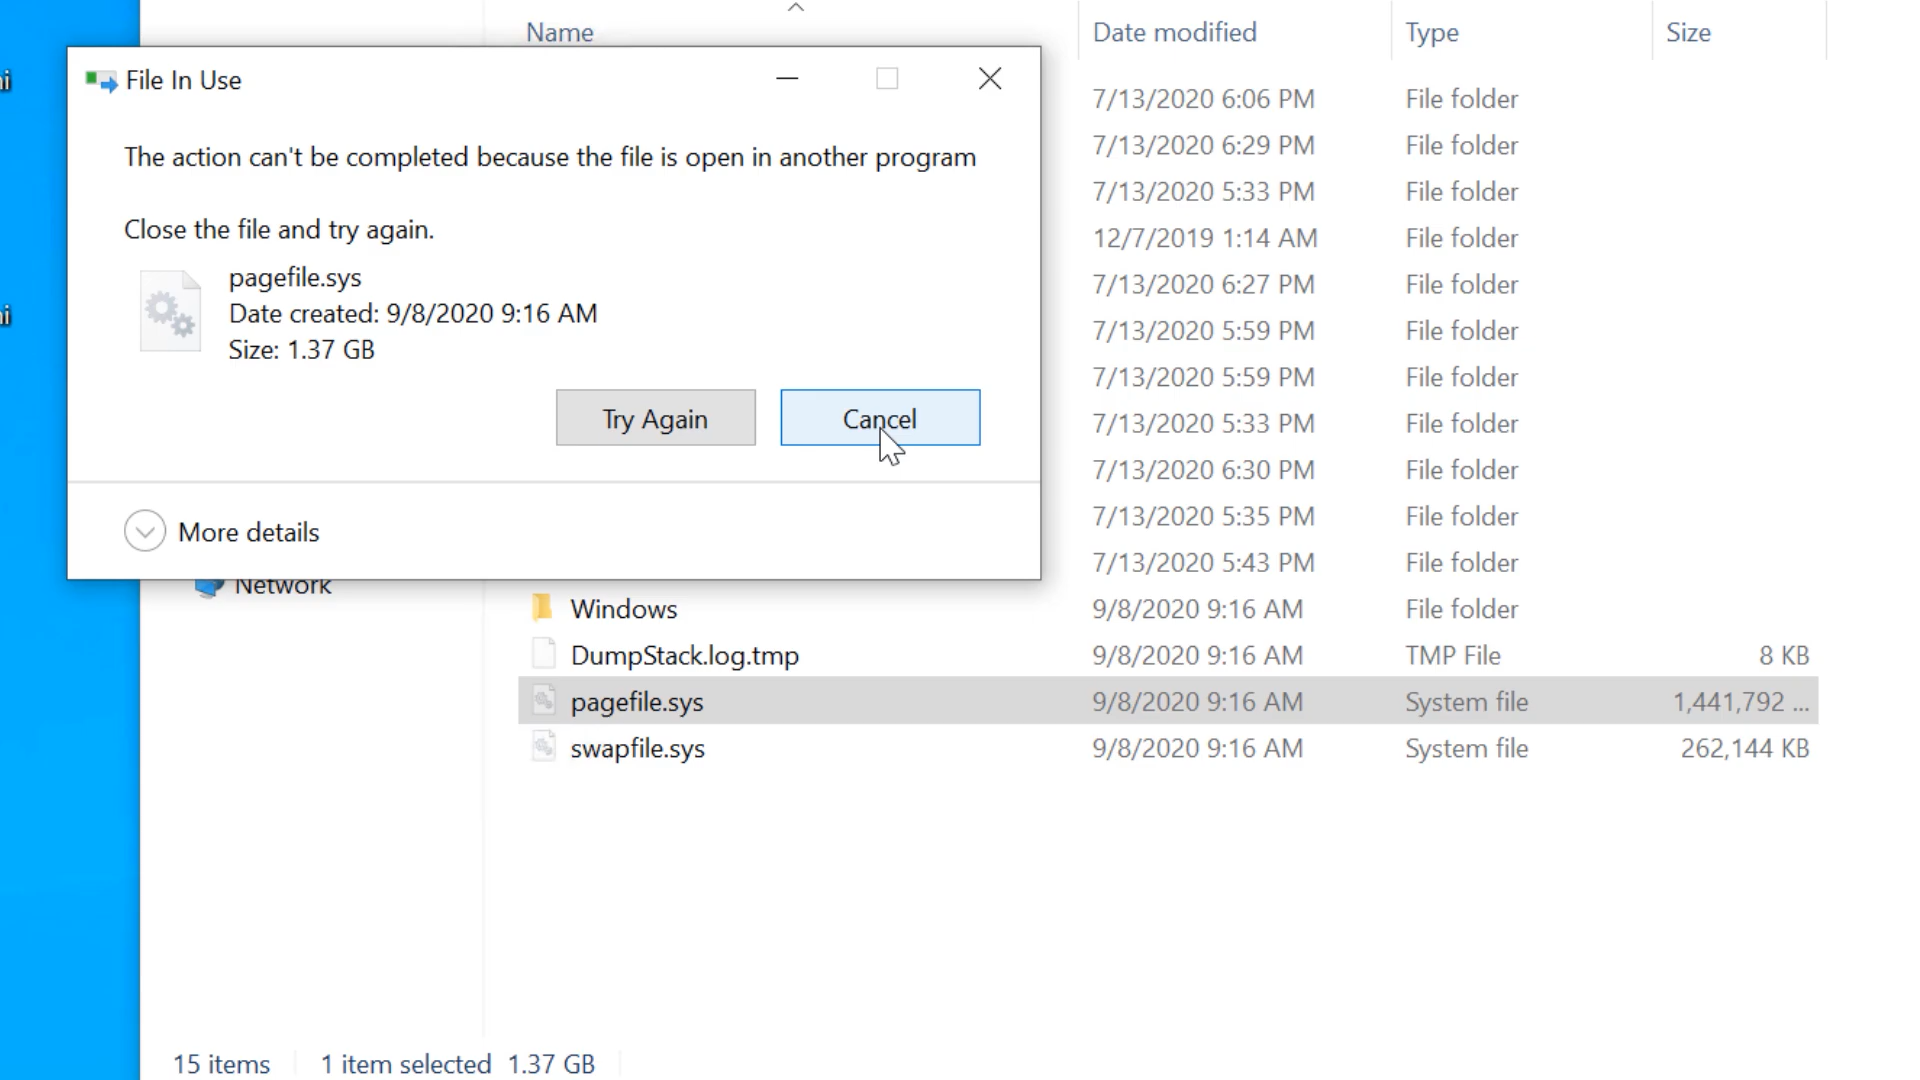 Name Date modified Type Size
ni
File In Use
The action can't be completed because the file is open in another program
Close the file and try again.
pagefile.sys
Date created: 9/8/2020 9:16 AM
Size: 1.37 GB
Try Again Cancel
More details
ni
7/13/2020 6:06 PM File folder
7/13/2020 6:29 PM File folder
7/13/2020 5:33 PM File folder
12/7/2019 1:14 AM File folder
7/13/2020 6:27 PM File folder
7/13/2020 5:59 PM File folder
7/13/2020 5:59 PM File folder
7/13/2020 5:33 PM File folder
7/13/2020 6:30 PM File folder
7/13/2020 5:35 PM File folder
7/13/2020 5:43 PM File folder
Network
Windows 9/8/2020 9:16 AM File folder
DumpStack.log.tmp 9/8/2020 9:16 AM TMP File 8 KB
pagefile.sys 9/8/2020 9:16 AM System file 1,441,792 ...
swapfile.sys 9/8/2020 9:16 AM System file 262,144 KB
15 items 1 item selected 1.37 GB